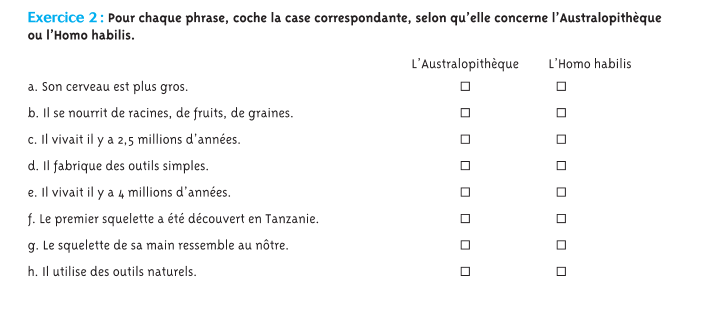 Exercice 2 : Pour chaque phrase, coche la case correspondante, selon qu'elle concerne l'Australopithèque
ou l'Homo habilis.
L'Australopithèque L'Homo habilis
a. Son cerveau est plus gros. □ □
b. Il se nourrit de racines, de fruits, de graines. □ □
c. Il vivait il y a 2,5 millions d'années. □ □
d. Il fabrique des outils simples. □ □
e. Il vivait il y a 4 millions d'années. □ □
f. Le premier squelette a été découvert en Tanzanie. □ □
g. Le squelette de sa main ressemble au nôtre. □ □
h. Il utilise des outils naturels. □ □